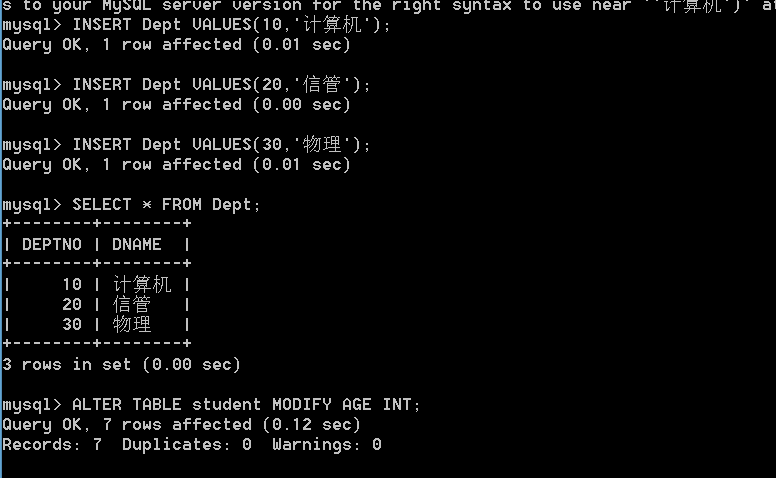 s to your MySQL server version for the right syntax to use near ''计算机')' at
mysql> INSERT Dept VALUES(10,'计算机');
Query OK, 1 row affected (0.01 sec)
mysql> INSERT Dept VALUES(20,'信管');
Query OK, 1 row affected (0.00 sec)
mysql> INSERT Dept VALUES(30,'物理');
Query OK, 1 row affected (0.01 sec)
mysql> SELECT * FROM Dept;
+--------+--------+
| DEPTNO | DNAME  |
+--------+--------+
|     10 | 计算机 |
|     20 | 信管   |
|     30 | 物理   |
+--------+--------+
3 rows in set (0.00 sec)
mysql> ALTER TABLE student MODIFY AGE INT;
Query OK, 7 rows affected (0.12 sec)
Records: 7  Duplicates: 0  Warnings: 0